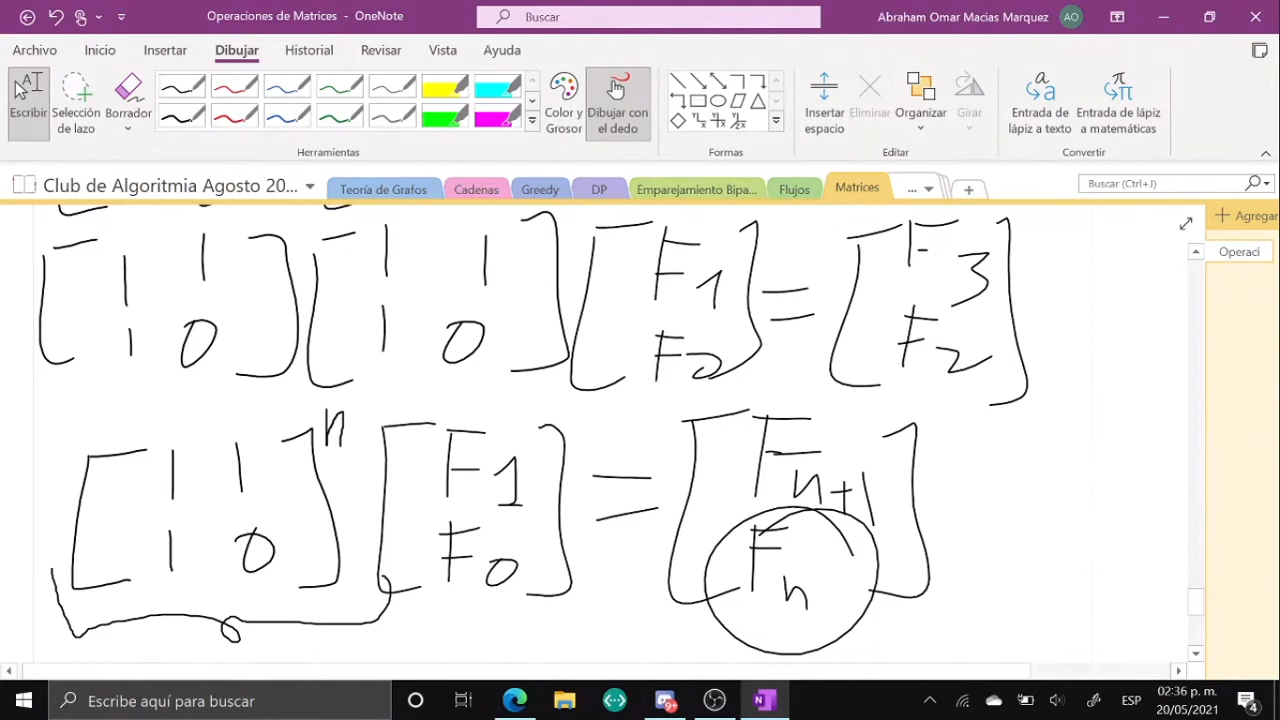 Operaciones de Matrices - OneNote
Buscar
Abraham Omar Macias Marquez AO
Archivo Inicio Insertar Dibujar Historial Revisar Vista Ayuda
Escribir Selección de lazo Borrador Color y Grosor Dibujar con el dedo Insertar espacio Eliminar Organizar Girar Entrada de lápiz a texto Entrada de lápiz a matemáticas
Herramientas Formas Editar Convertir
Club de Algoritmia Agosto 20... Teoría de Grafos Cadenas Greedy DP Emparejamiento Bipa... Flujos Matrices ... Buscar (Ctrl+J)
Agregar
Operaci
1 1 1 1 F1 = F3
1 0 1 0 F0 F2
1 1 n F1 = Fn+1
1 0 F0 Fn
Escribe aquí para buscar
9+
ESP
02:36 p. m.
20/05/2021
4